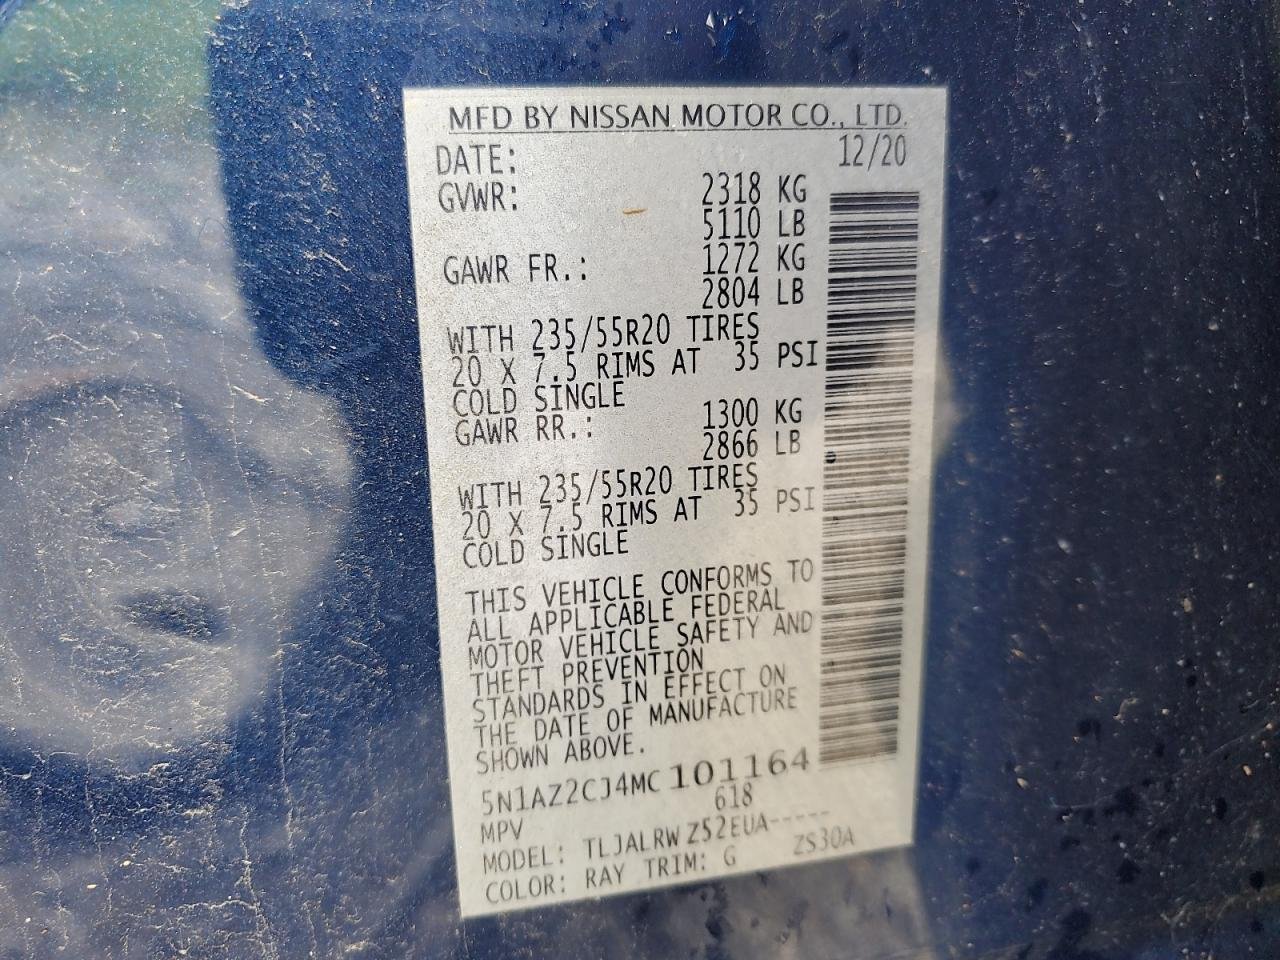 MFD BY NISSAN MOTOR CO., LTD.
DATE: 12/20
GVWR: 2318 KG
5110 LB
GAWR FR.: 1272 KG
2804 LB
WITH 235/55R20 TIRES
20 X 7.5 RIMS AT 35 PSI
COLD SINGLE
GAWR RR.: 1300 KG
2866 LB
WITH 235/55R20 TIRES
20 X 7.5 RIMS AT 35 PSI
COLD SINGLE
THIS VEHICLE CONFORMS TO
ALL APPLICABLE FEDERAL
MOTOR VEHICLE SAFETY AND
THEFT PREVENTION
STANDARDS IN EFFECT ON
THE DATE OF MANUFACTURE
SHOWN ABOVE.
5N1AZ2CJ4MC101164
MPV 618
MODEL: TLJALRW Z52EUA-----
COLOR: RAY TRIM: G ZS30A